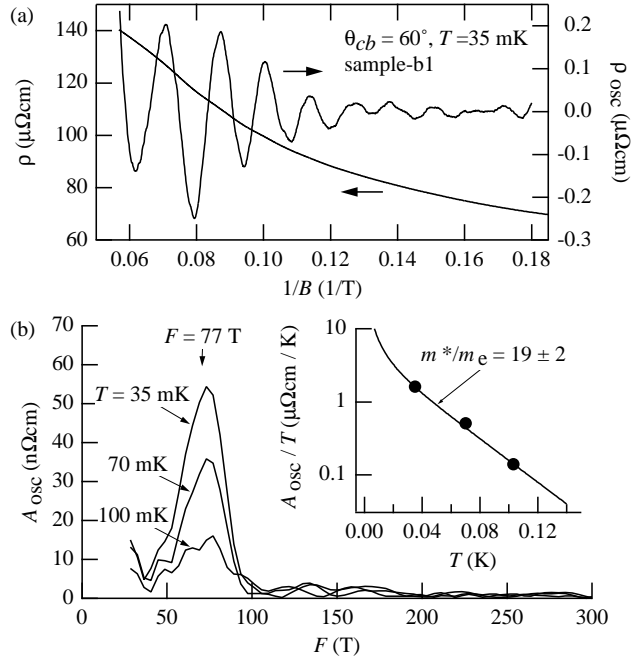 (a)
θcb = 60°, T =35 mK
sample-b1
140
120
100
80
60
ρ (μΩcm)
0.2
0.1
0.0
-0.1
-0.2
-0.3
ρ osc (μΩcm)
0.06 0.08 0.10 0.12 0.14 0.16 0.18
1/B (1/T)
(b)
70
60
50
40
30
20
10
0
A osc (nΩcm)
F = 77 T
T = 35 mK
70 mK
100 mK
0 50 100 150 200 250 300
F (T)
10
1
0.1
A osc / T (μΩcm / K)
m */m e = 19 ± 2
0.00 0.04 0.08 0.12
T (K)